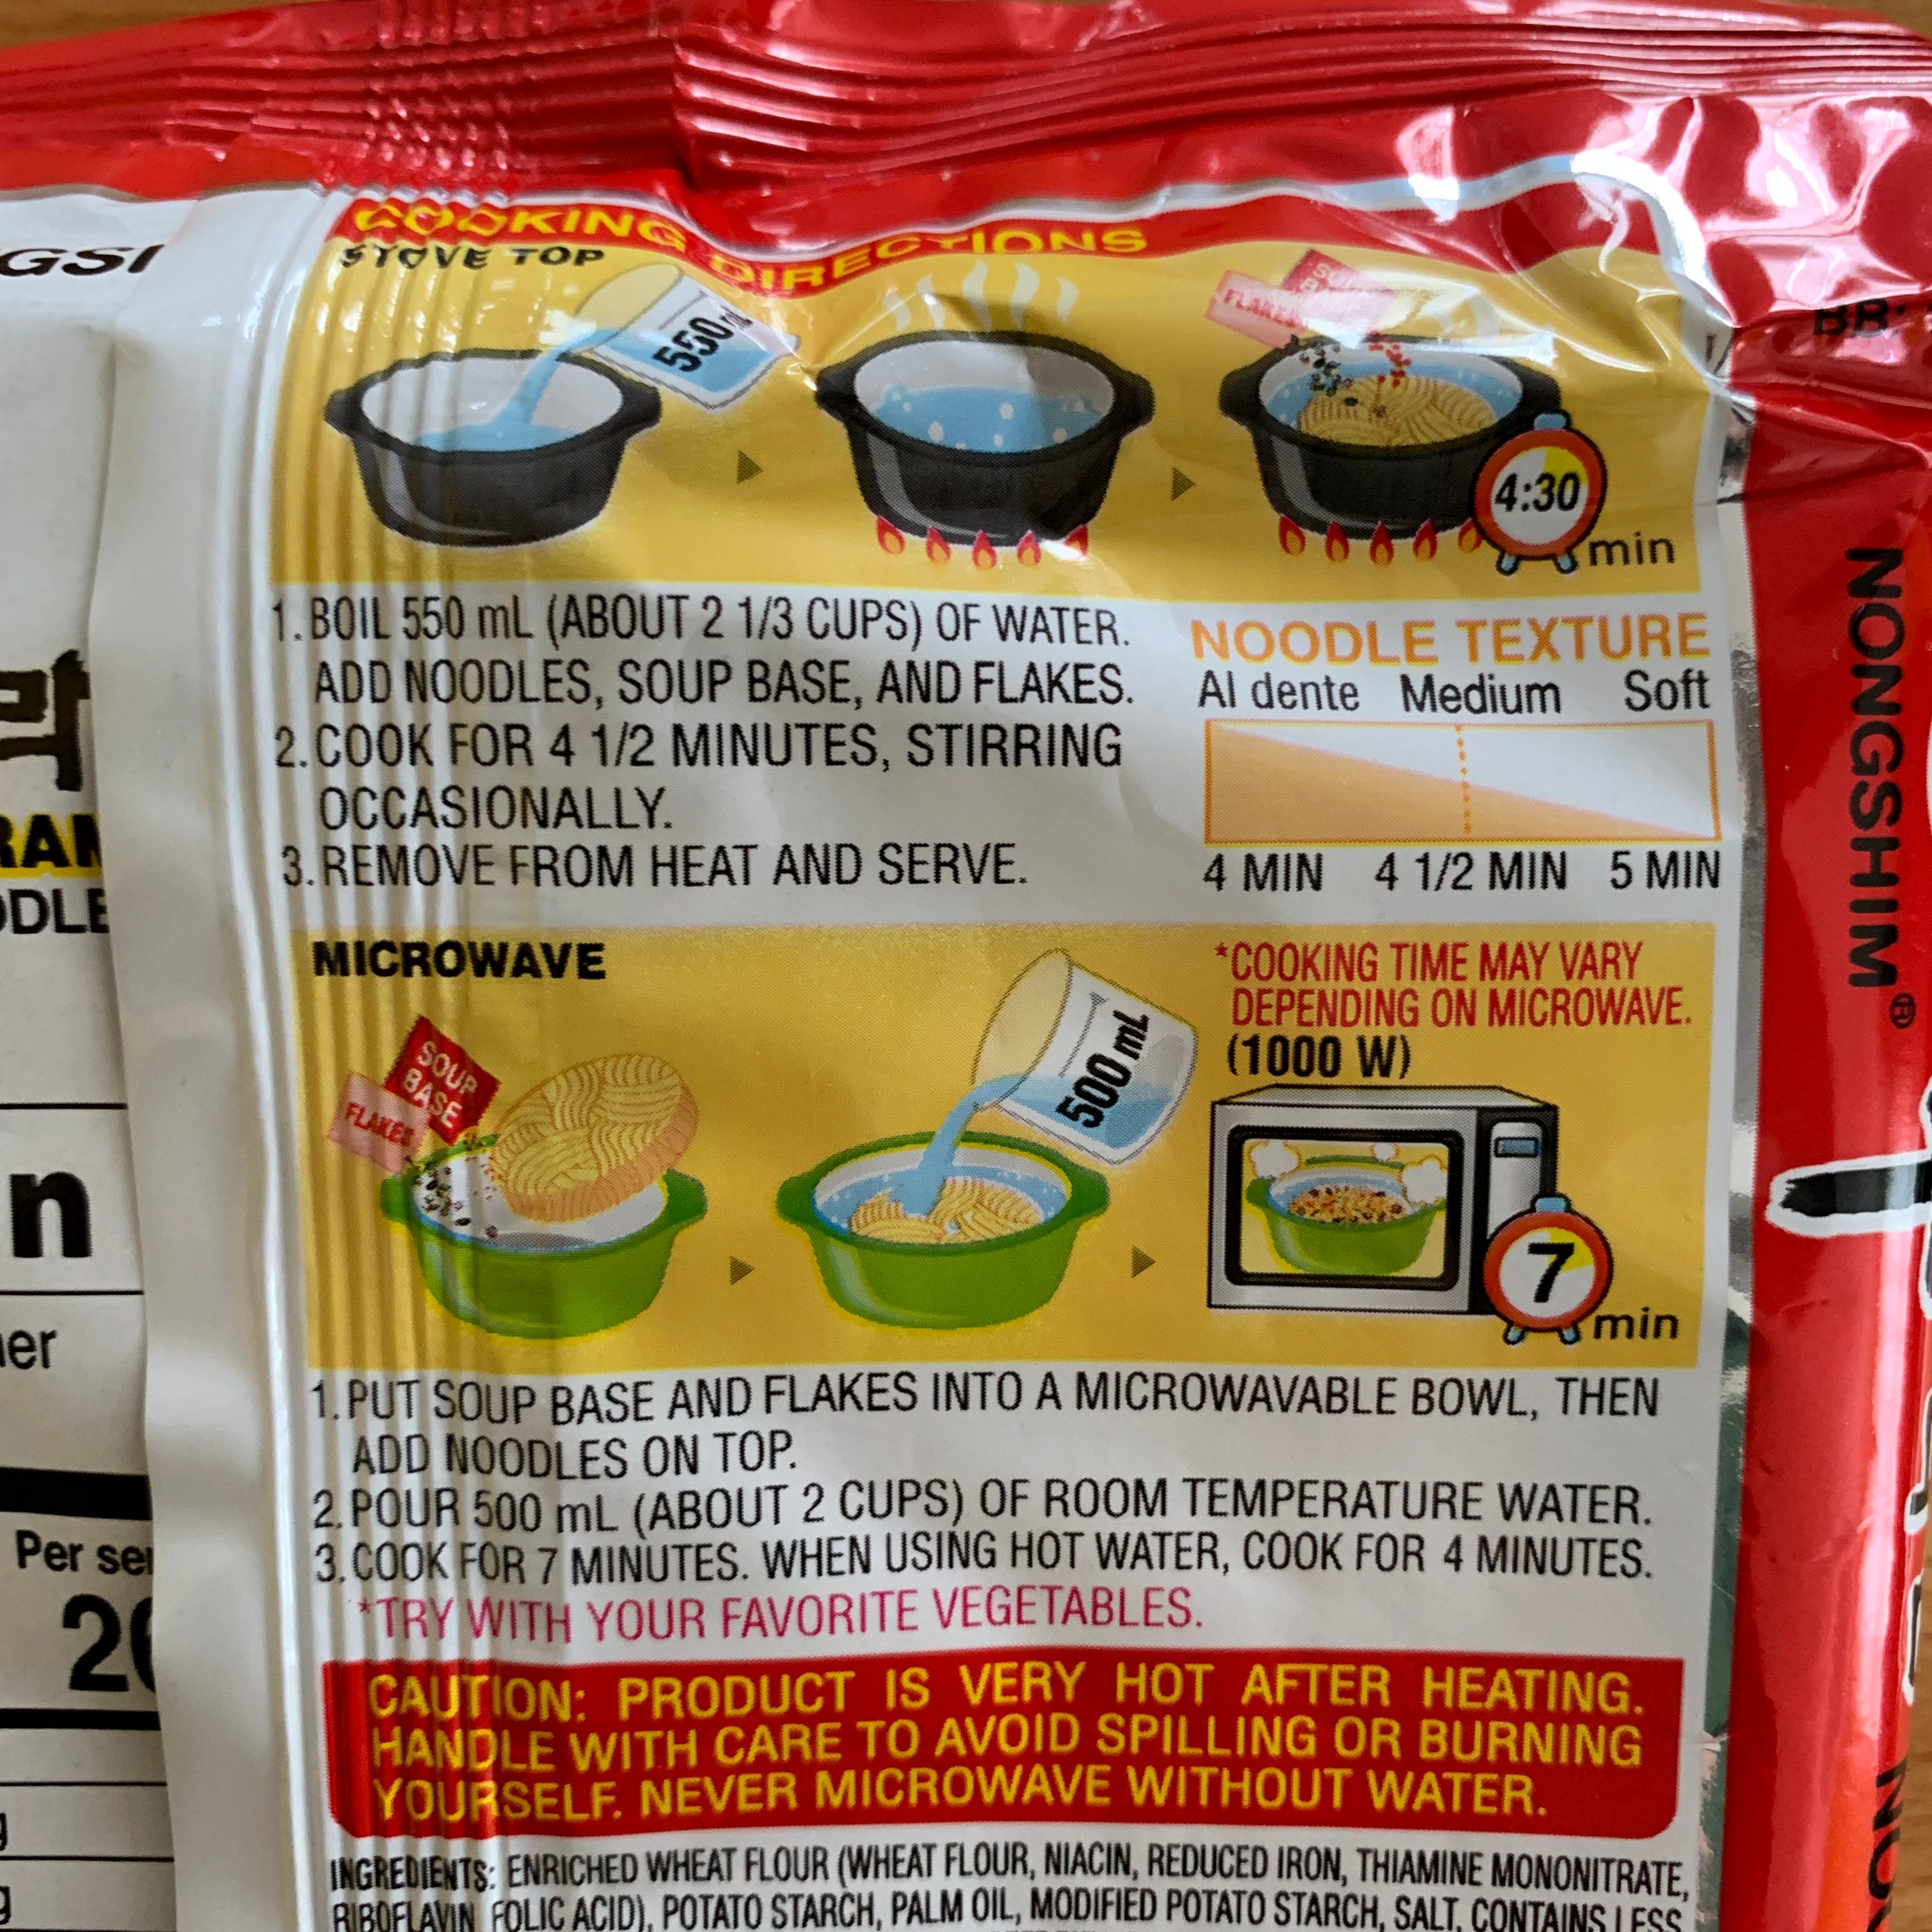 GSI
COOKING DIRECTIONS
STOVE TOP
550
FLAKES
4:30
min
1. BOIL 550 mL (ABOUT 2 1/3 CUPS) OF WATER.
ADD NOODLES, SOUP BASE, AND FLAKES.
2. COOK FOR 4 1/2 MINUTES, STIRRING
OCCASIONALLY.
3. REMOVE FROM HEAT AND SERVE.
NOODLE TEXTURE
Al dente Medium Soft
4 MIN 4 1/2 MIN 5 MIN
MICROWAVE
*COOKING TIME MAY VARY
DEPENDING ON MICROWAVE.
(1000 W)
SOUP
BASE
FLAKES
500 mL
7
min
1. PUT SOUP BASE AND FLAKES INTO A MICROWAVABLE BOWL, THEN
ADD NOODLES ON TOP.
2. POUR 500 mL (ABOUT 2 CUPS) OF ROOM TEMPERATURE WATER.
3. COOK FOR 7 MINUTES. WHEN USING HOT WATER, COOK FOR 4 MINUTES.
*TRY WITH YOUR FAVORITE VEGETABLES.
CAUTION: PRODUCT IS VERY HOT AFTER HEATING.
HANDLE WITH CARE TO AVOID SPILLING OR BURNING
YOURSELF. NEVER MICROWAVE WITHOUT WATER.
INGREDIENTS: ENRICHED WHEAT FLOUR (WHEAT FLOUR, NIACIN, REDUCED IRON, THIAMINE MONONITRATE,
RIBOFLAVIN, FOLIC ACID), POTATO STARCH, PALM OIL, MODIFIED POTATO STARCH, SALT, CONTAINS LESS
NONGSHIM®
Per ser